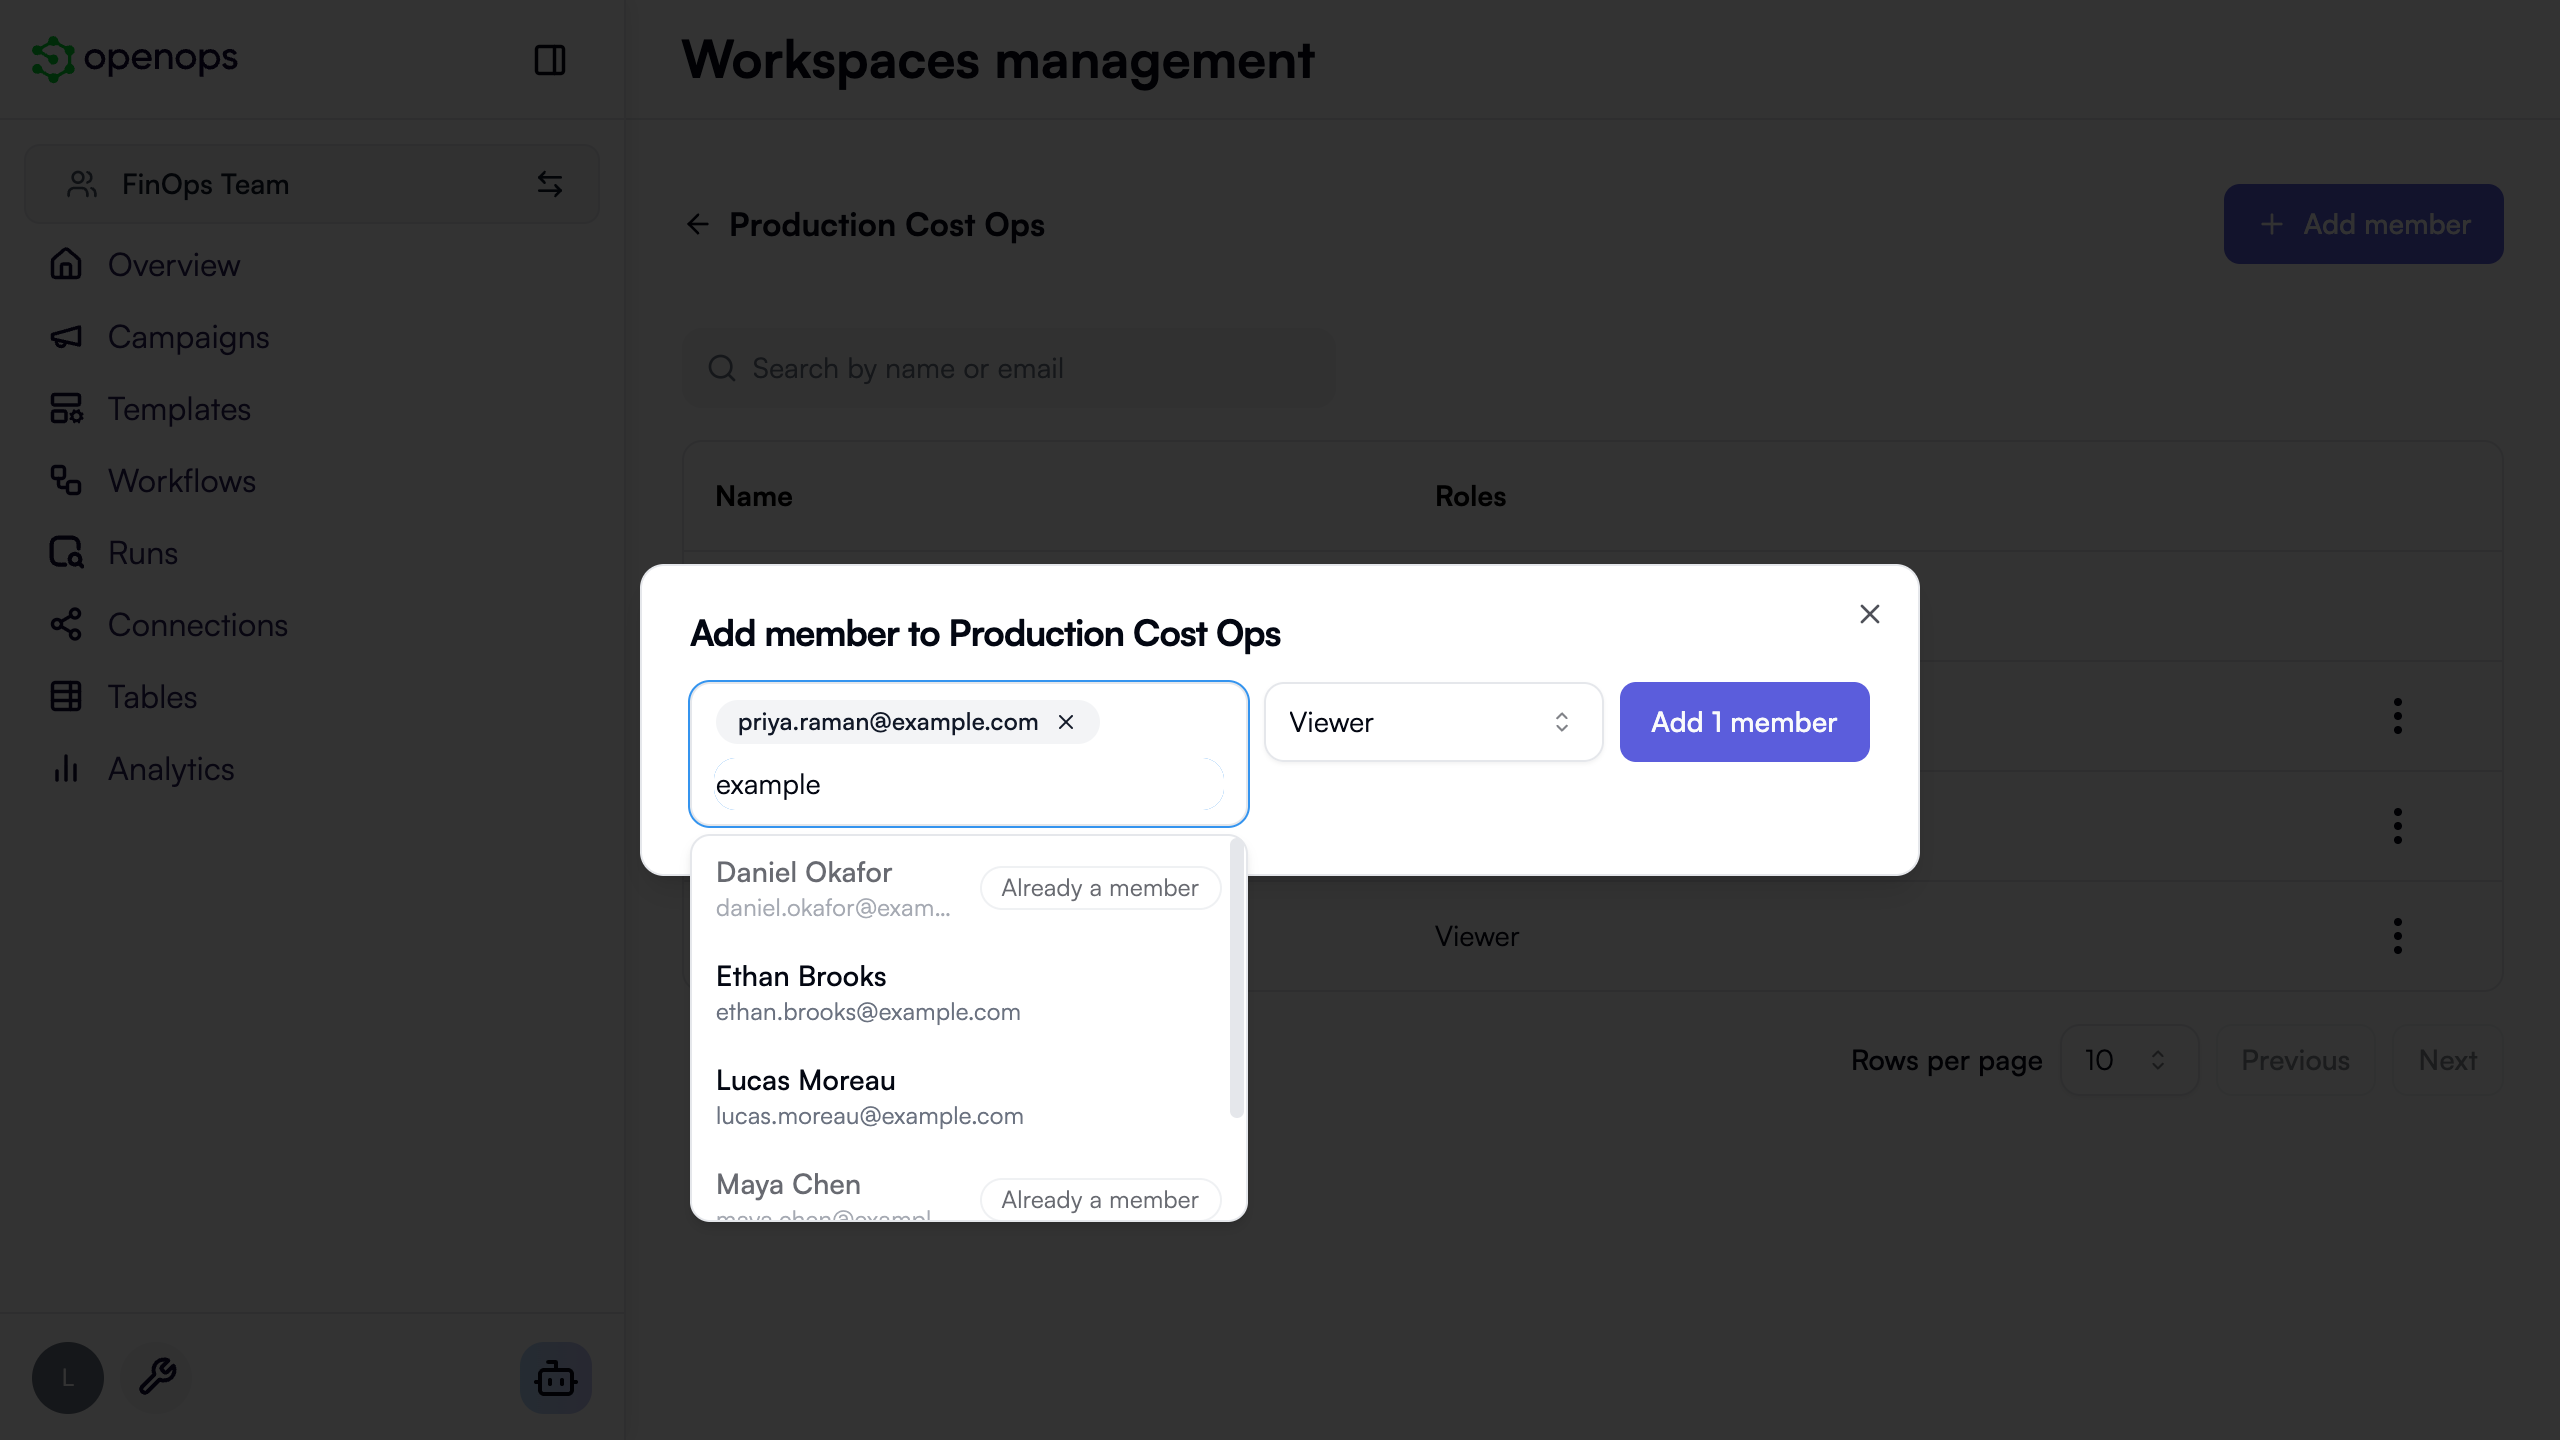 openops
Workspaces management
FinOps Team
Production Cost Ops
Add member
Overview
Campaigns
Templates
Workflows
Runs
Connections
Tables
Analytics
Search by name or email
Name Roles
Add member to Production Cost Ops
priya.raman@example.com
Viewer
Add 1 member
example
Daniel Okafor
daniel.okafor@exam...
Already a member
Ethan Brooks
ethan.brooks@example.com
Lucas Moreau
lucas.moreau@example.com
Maya Chen
Already a member
Viewer
Rows per page 10 Previous Next
L